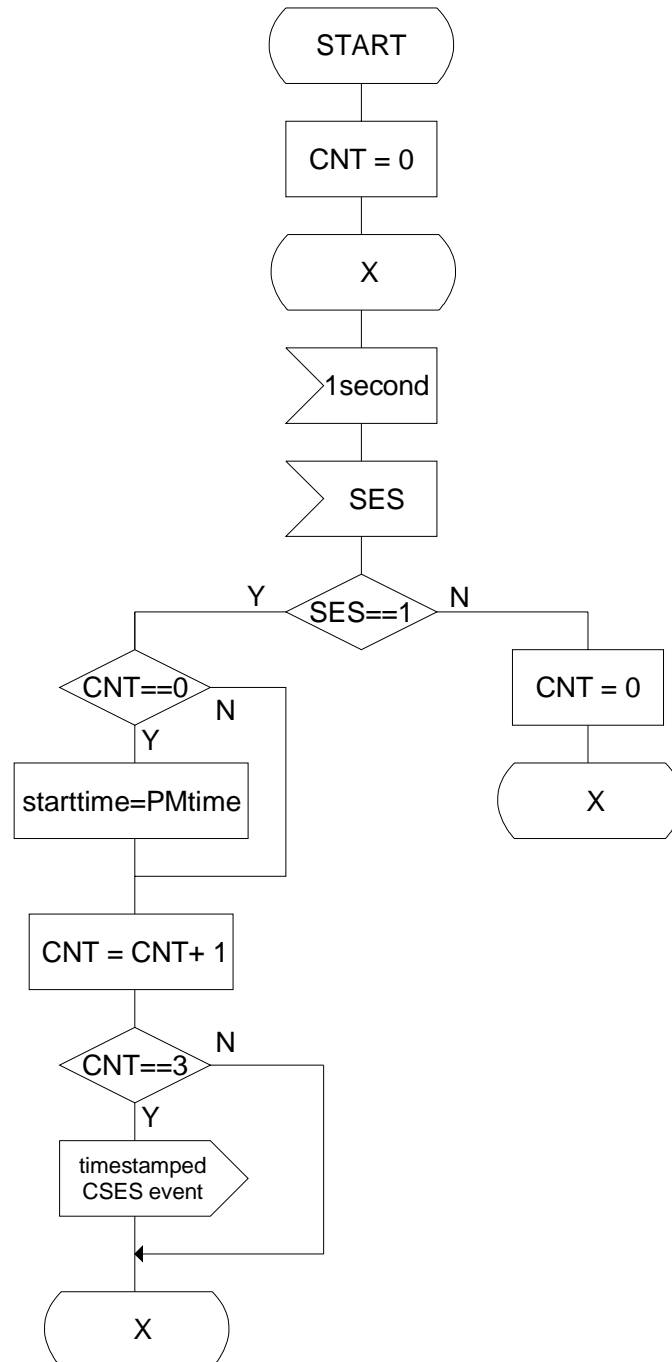 START
CNT = 0
X
1second
SES
SES==1
Y
N
CNT==0
N
Y
CNT = 0
starttime=PMtime
X
CNT = CNT+ 1
CNT==3
N
Y
timestamped
CSES event
X